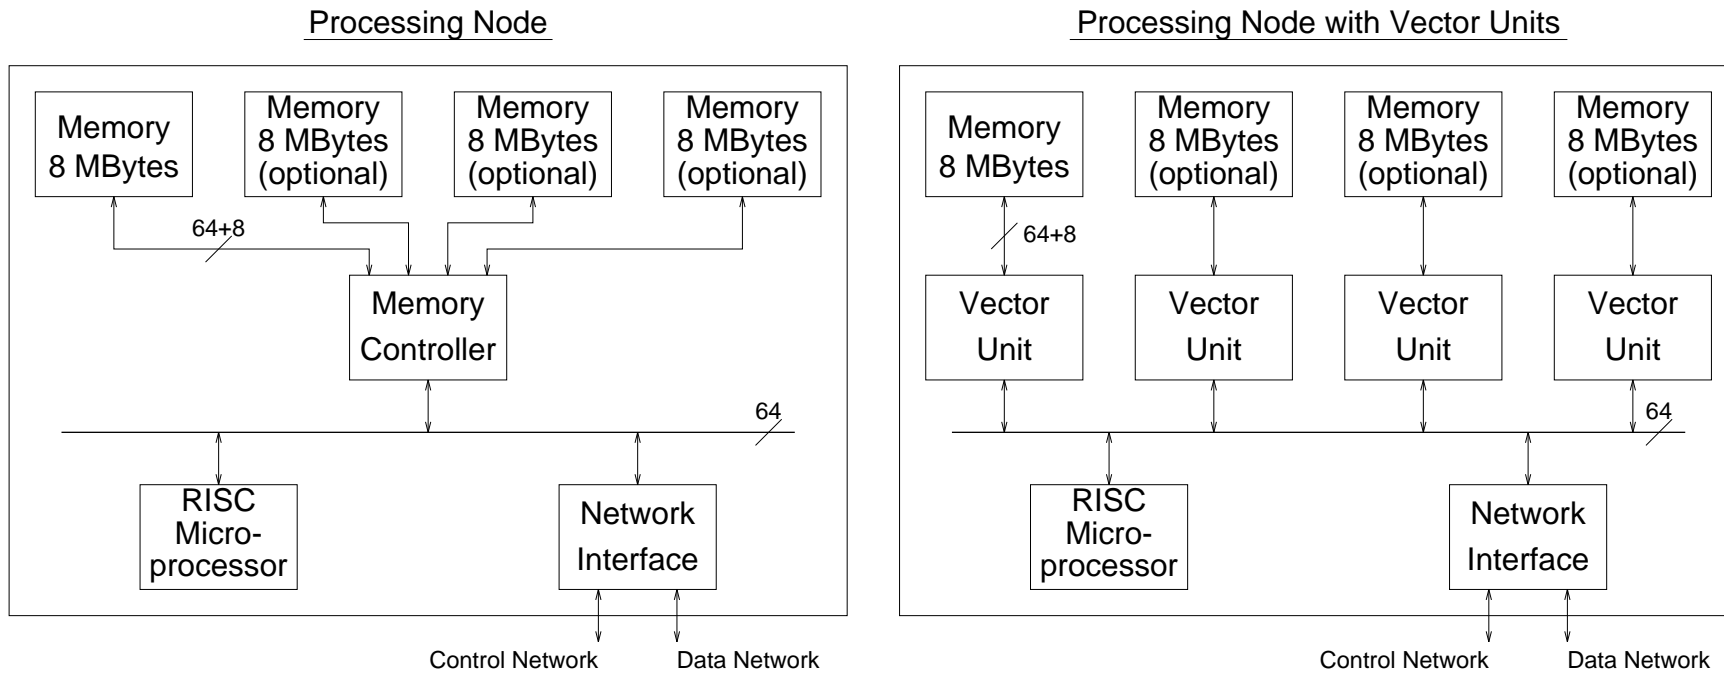 Processing Node
Memory
8 MBytes
Memory
8 MBytes
(optional)
Memory
8 MBytes
(optional)
Memory
8 MBytes
(optional)
64+8
Memory
Controller
64
RISC
Micro-
processor
Network
Interface
Control Network
Data Network
Processing Node with Vector Units
Memory
8 MBytes
Memory
8 MBytes
(optional)
Memory
8 MBytes
(optional)
Memory
8 MBytes
(optional)
64+8
Vector
Unit
Vector
Unit
Vector
Unit
Vector
Unit
64
RISC
Micro-
processor
Network
Interface
Control Network
Data Network